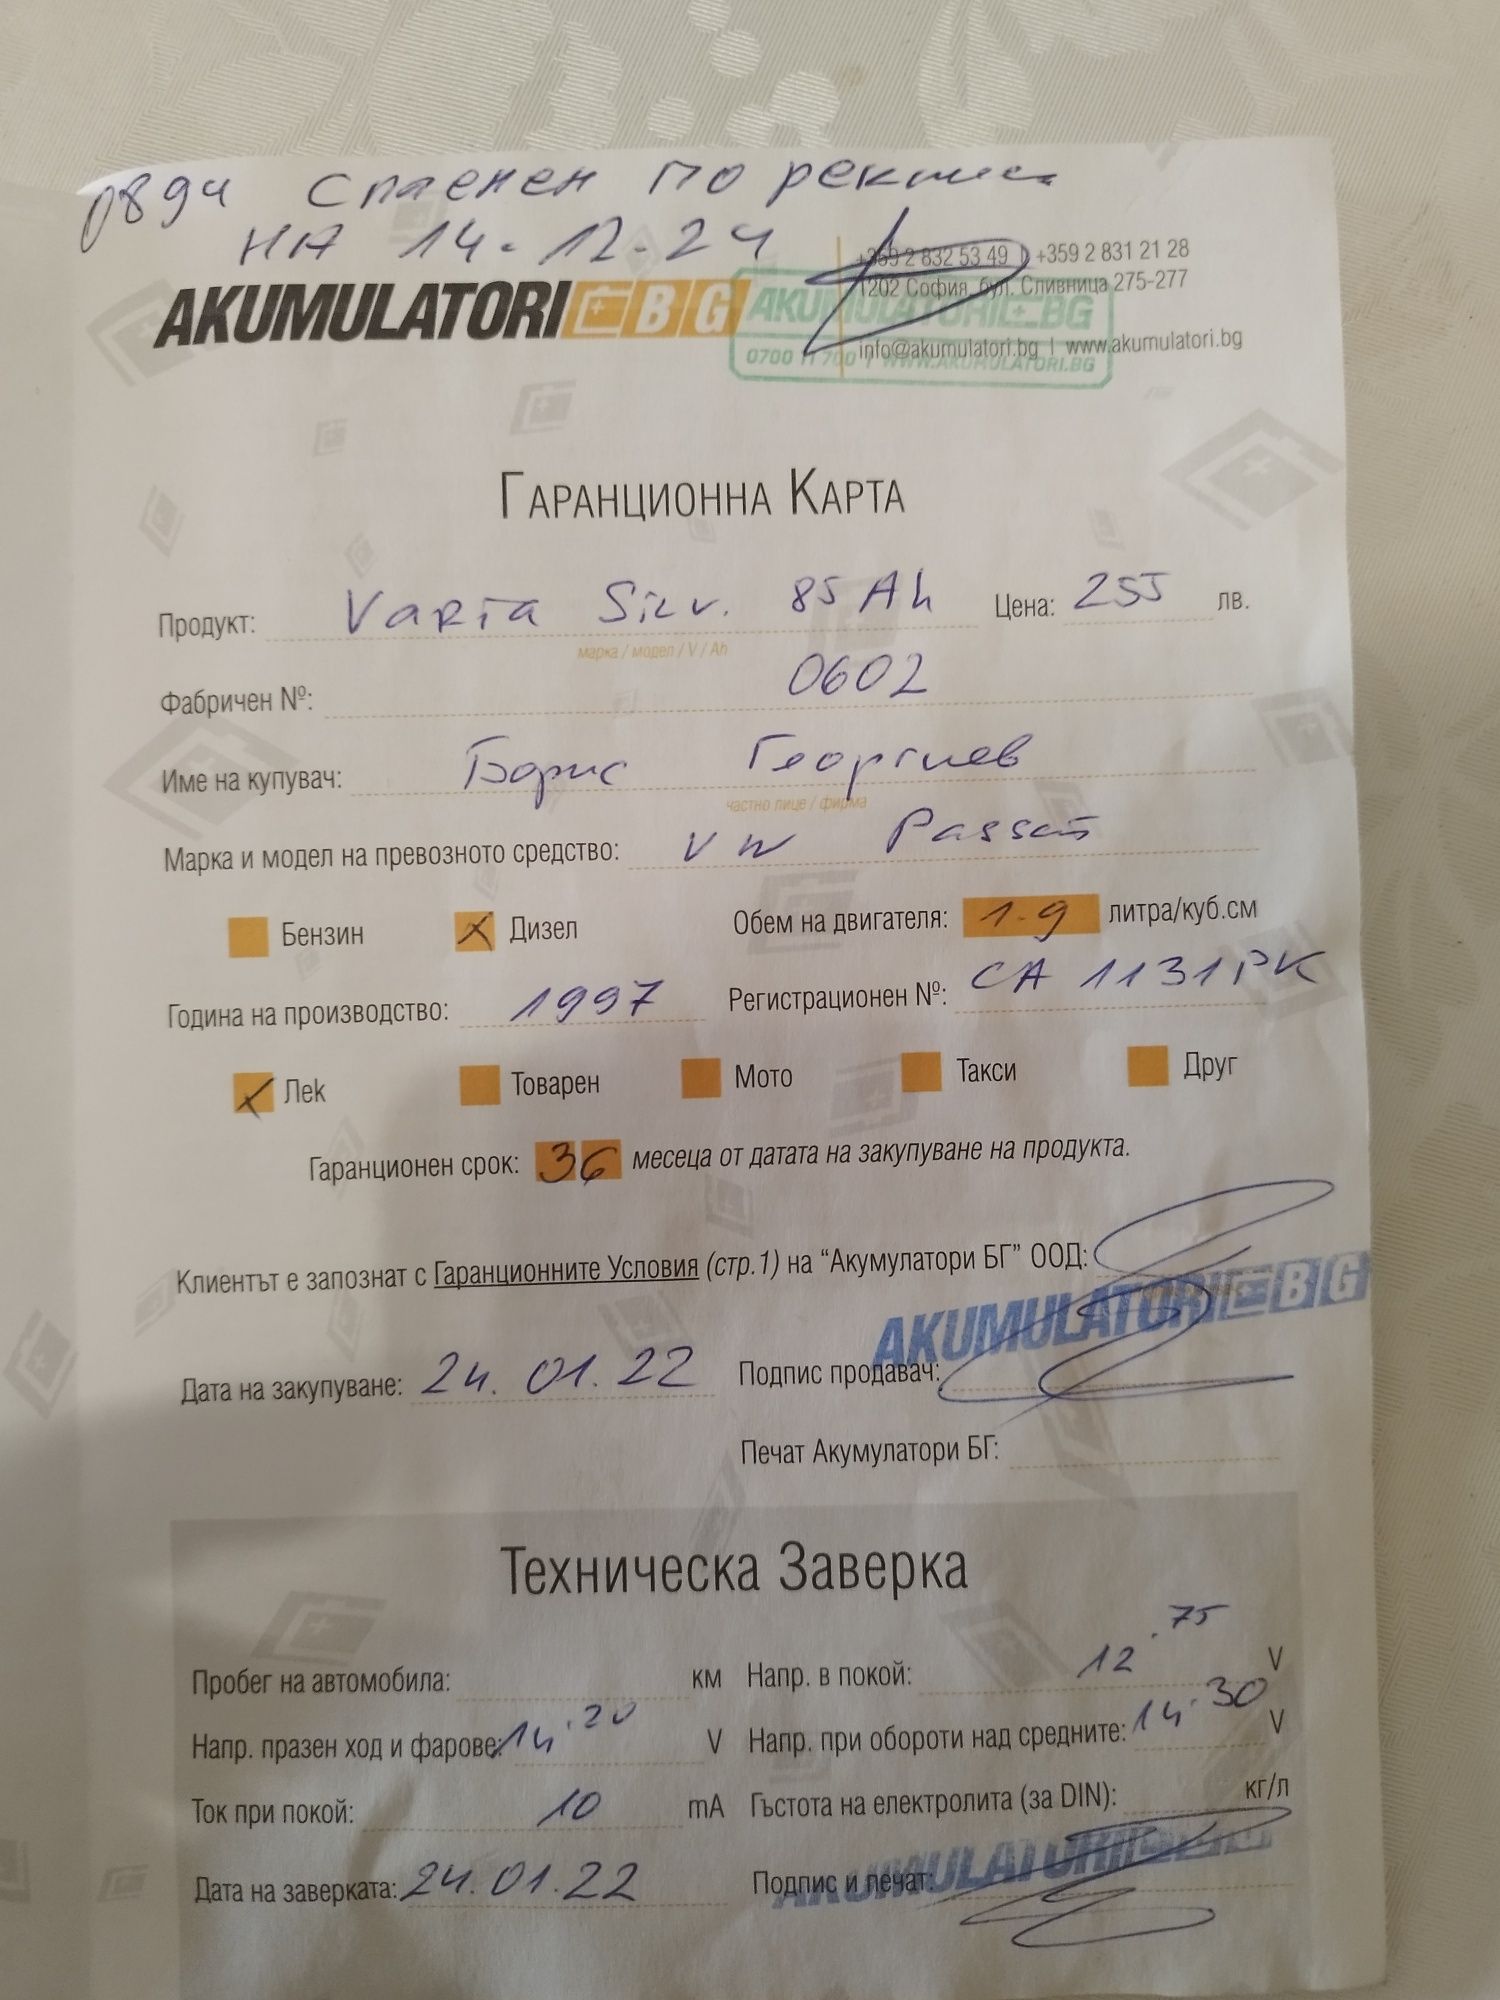 0894 Сменен по реклам
НА 14.12.24
AKUMULATORI BG
+359 2 832 53 49 | +359 2 831 21 28
1202 София, бул. Сливница 275-277
AKUMULATORI BG
info@akumulatori.bg | www.akumulatori.bg
0700 11 700 / WWW.AKUMULATORI.BG
Гаранционна Карта
Продукт: Varta Silv. 85 Ah Цена: 255 лв.
марка / модел / V / Ah
Фабричен №: 0602
Име на купувач: Борис Георгиев
частно лице / фирма
Марка и модел на превозното средство: VW Passat
Бензин Дизел Обем на двигателя: 1.9 литра/куб.см
Година на производство: 1997 Регистрационен №: СА 1131РК
Лек Товарен Мото Такси Друг
Гаранционен срок: 36 месеца от датата на закупуване на продукта.
Клиентът е запознат с Гаранционните Условия (стр.1) на “Акумулатори БГ” ООД:
AKUMULATORI BG
Дата на закупуване: 24.01.22 Подпис продавач:
Печат Акумулатори БГ:
Техническа Заверка
Пробег на автомобила: км Напр. в покой: 12.75 V
Напр. празен ход и фарове: 14.20 V Напр. при обороти над средните: 14.30 V
Ток при покой: 10 mA Гъстота на електролита (за DIN): кг/л
AKUMULATORI BG
Дата на заверката: 24.01.22 Подпис и печат: